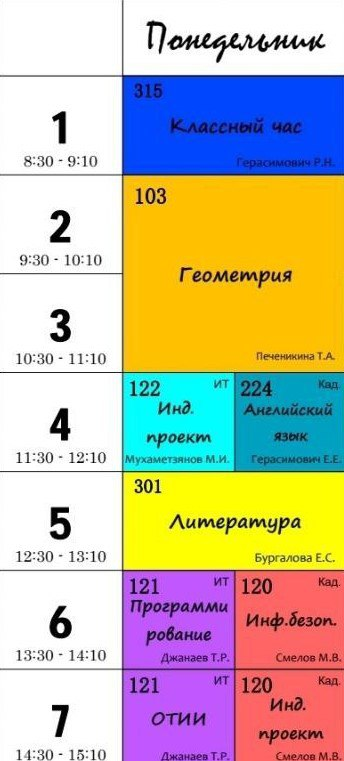 Понедельник
1
8:30 - 9:10
315
Классный час
Герасимович Р.Н.
2
9:30 - 10:10
3
10:30 - 11:10
103
Геометрия
Печеникина Т.А.
4
11:30 - 12:10
122 ИТ
Инд.
проект
Мухаметзянов М.И.
224 Кад.
Английский
язык
Герасимович Е.Е.
5
12:30 - 13:10
301
Литература
Бургалова Е.С.
6
13:30 - 14:10
121 ИТ
Программи
рование
Джанаев Т.Р.
120 Кад.
Инф.безоп.
Смелов М.В.
7
14:30 - 15:10
121 ИТ
ОТИИ
Джанаев Т.Р.
120 Кад.
Инд.
проект
Смелов М.В.